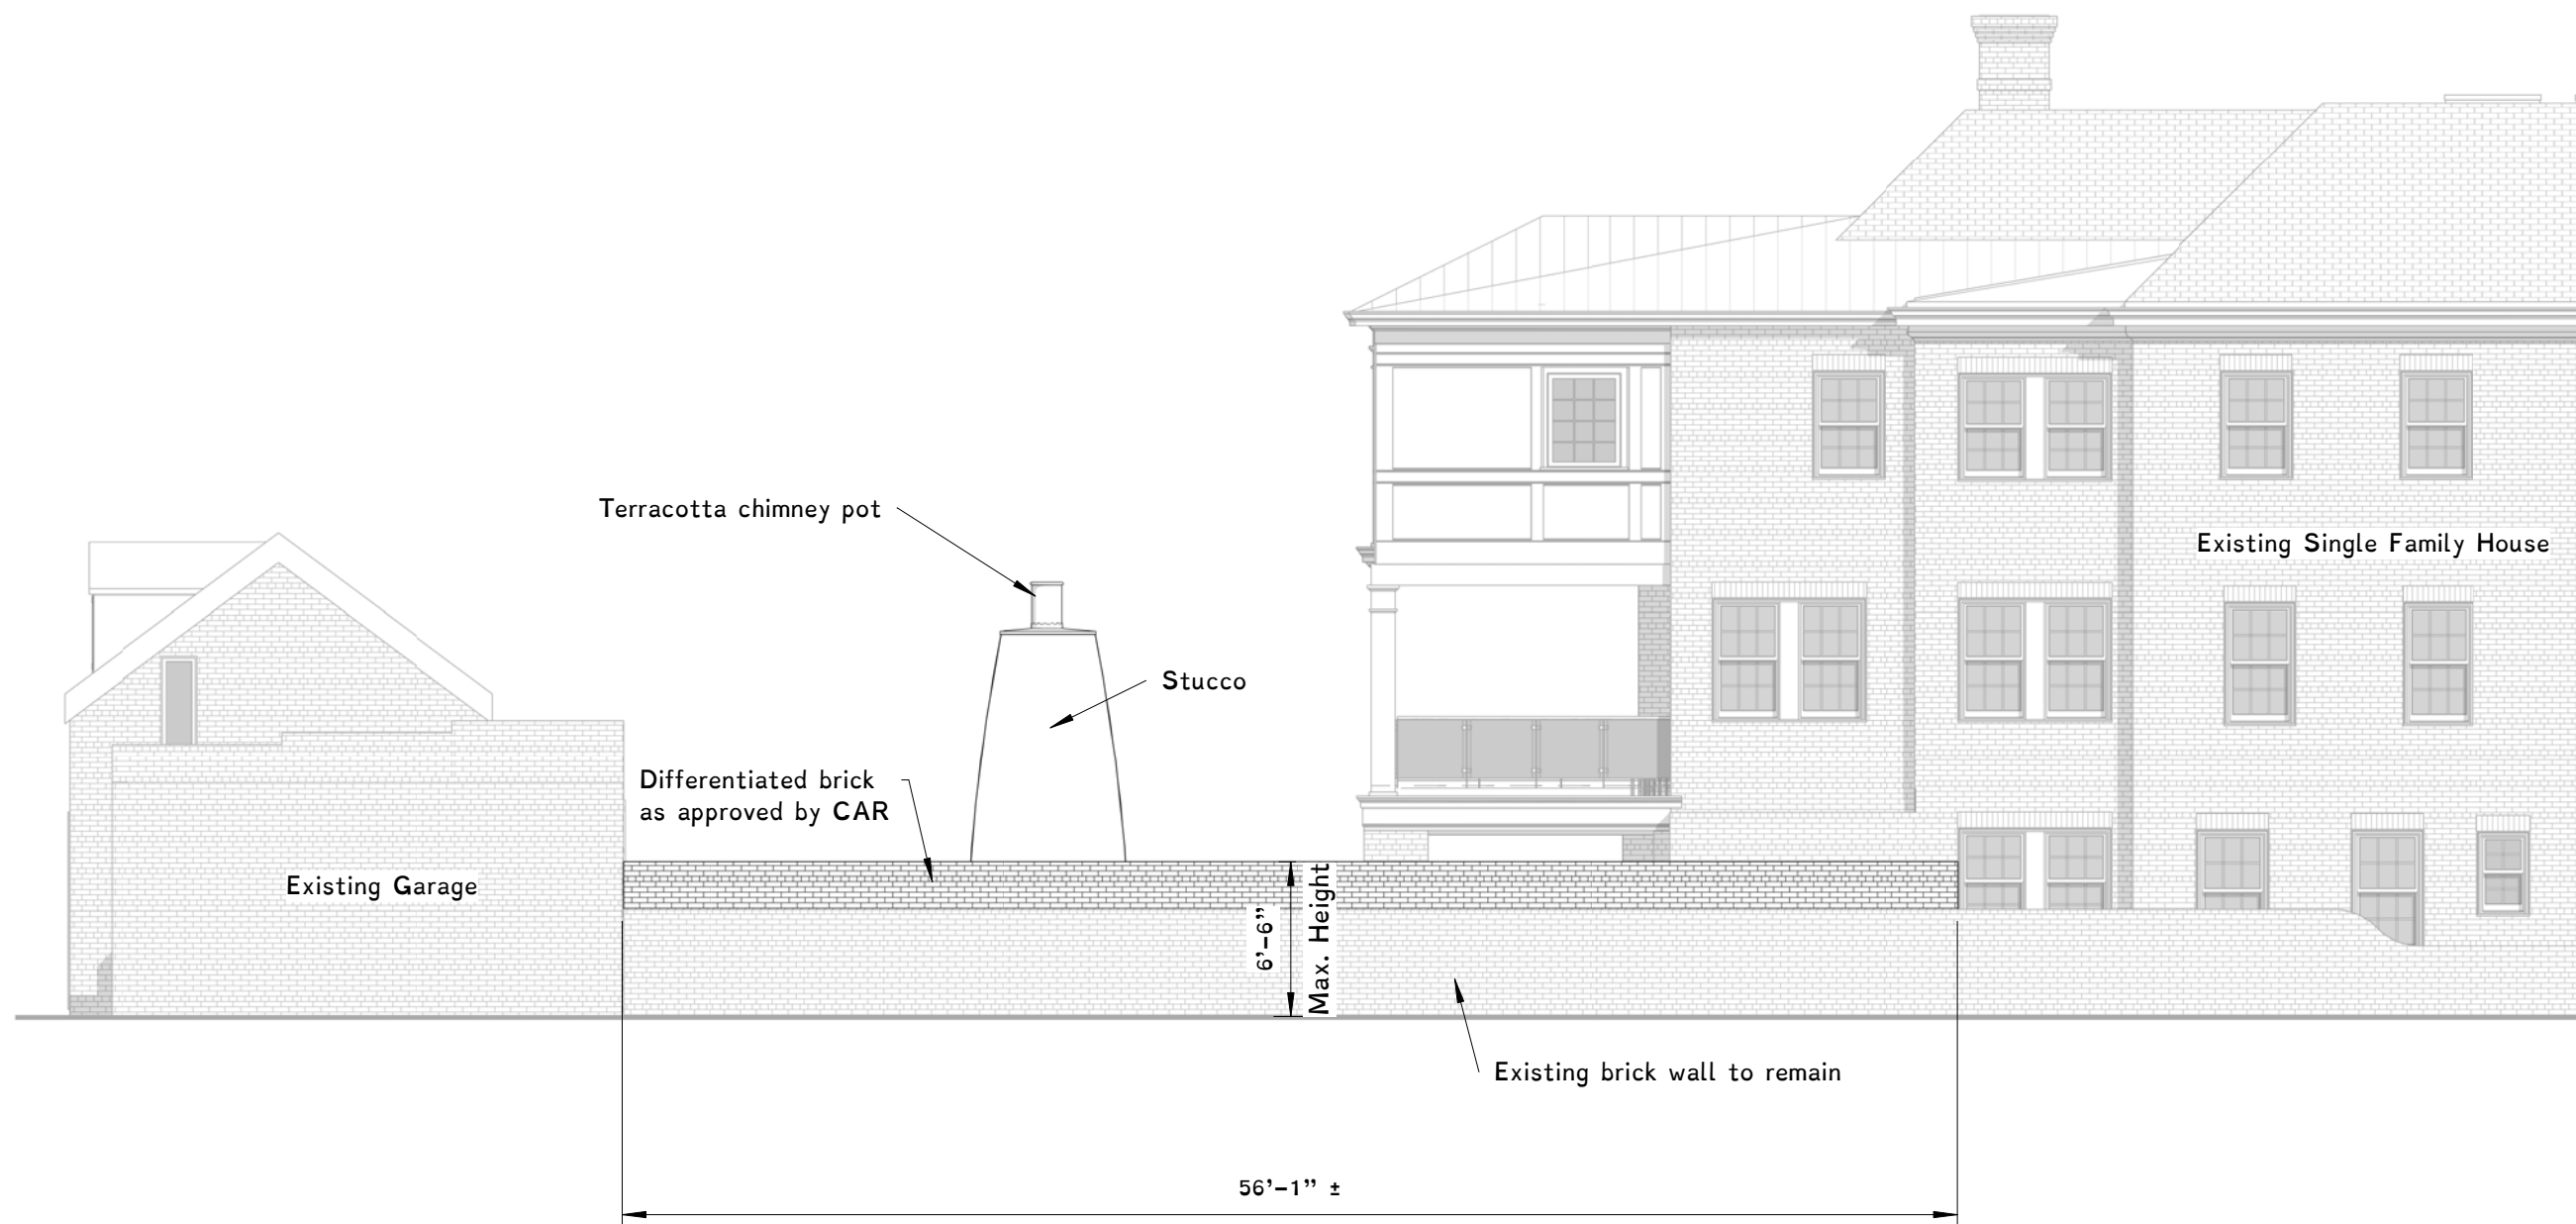 Terracotta chimney pot
Existing Single Family House
Stucco
Differentiated brick
as approved by CAR
Existing Garage
6'-6"
Max. Height
Existing brick wall to remain
56'-1" ±